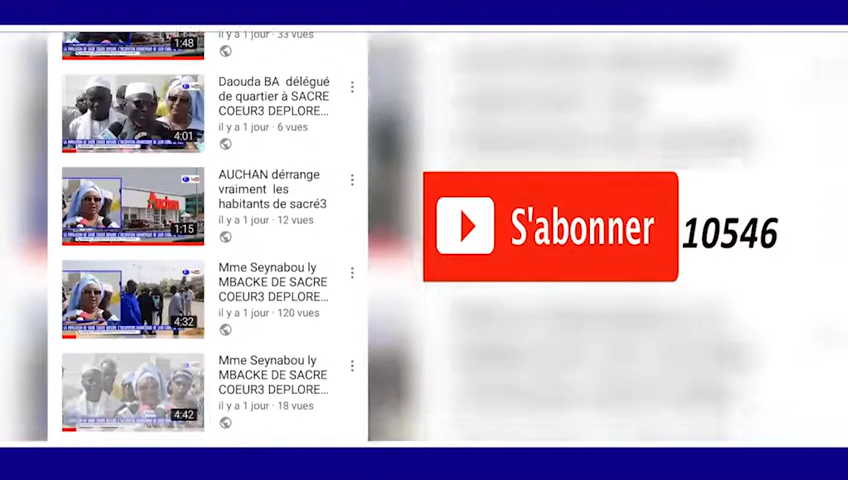 il y a 1 jour · 33 vues
1:48
Daouda BA délégué
de quartier à SACRE
COEUR3 DEPLORE...
il y a 1 jour · 6 vues
4:01
AUCHAN dérrange
vraiment les
habitants de sacré3
il y a 1 jour · 12 vues
Auchan
1:15
Mme Seynabou ly
MBACKE DE SACRE
COEUR3 DEPLORE...
il y a 1 jour · 120 vues
4:32
Mme Seynabou ly
MBACKE DE SACRE
COEUR3 DEPLORE...
il y a 1 jour · 18 vues
4:42
S'abonner
10546